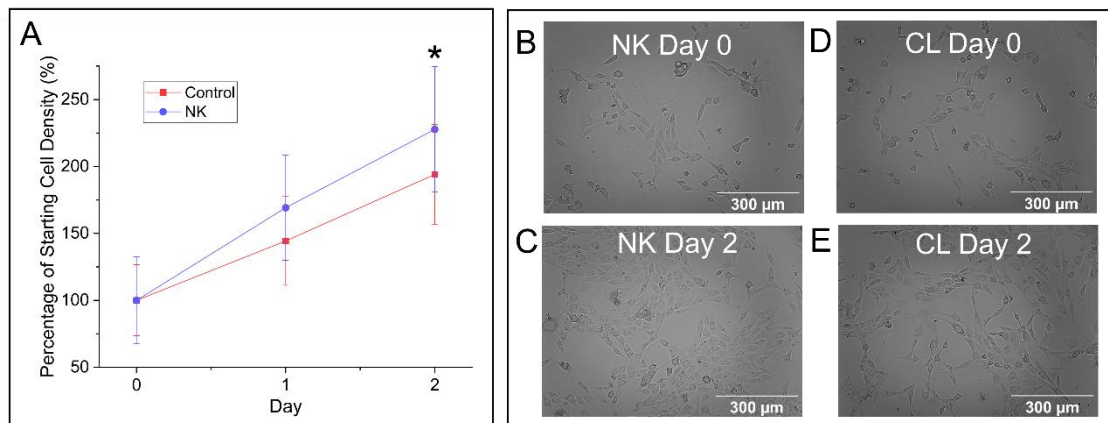 A
Percentage of Starting Cell Density (%)
250
200
150
100
50
Control
NK
*
0
1
2
Day
B
NK Day 0
300 µm
D
CL Day 0
300 µm
C
NK Day 2
300 µm
E
CL Day 2
300 µm